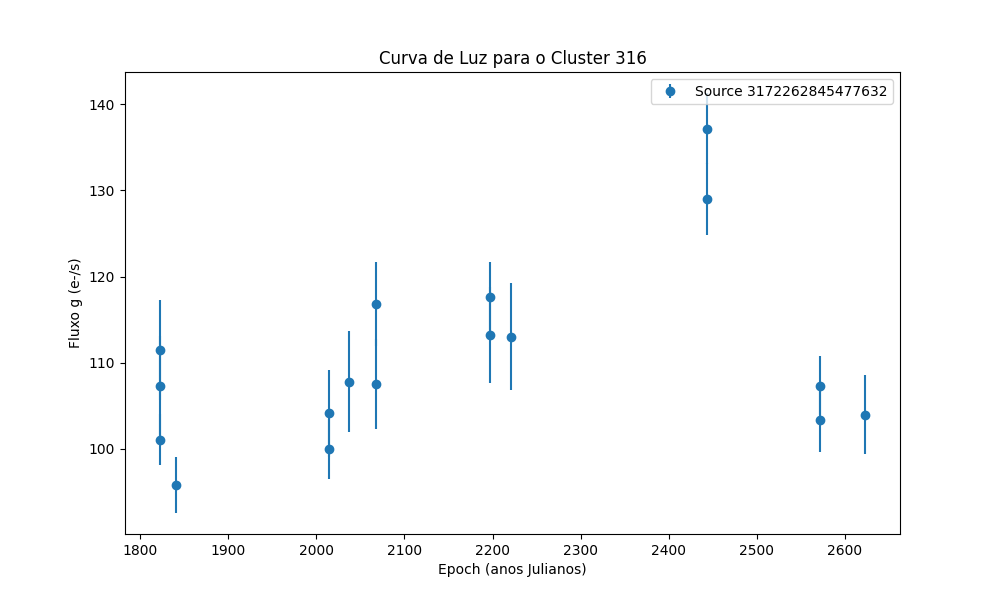 Curva de Luz para o Cluster 316
Source 3172262845477632
Fluxo g (e-/s)
140
130
120
110
100
1800 1900 2000 2100 2200 2300 2400 2500 2600
Epoch (anos Julianos)